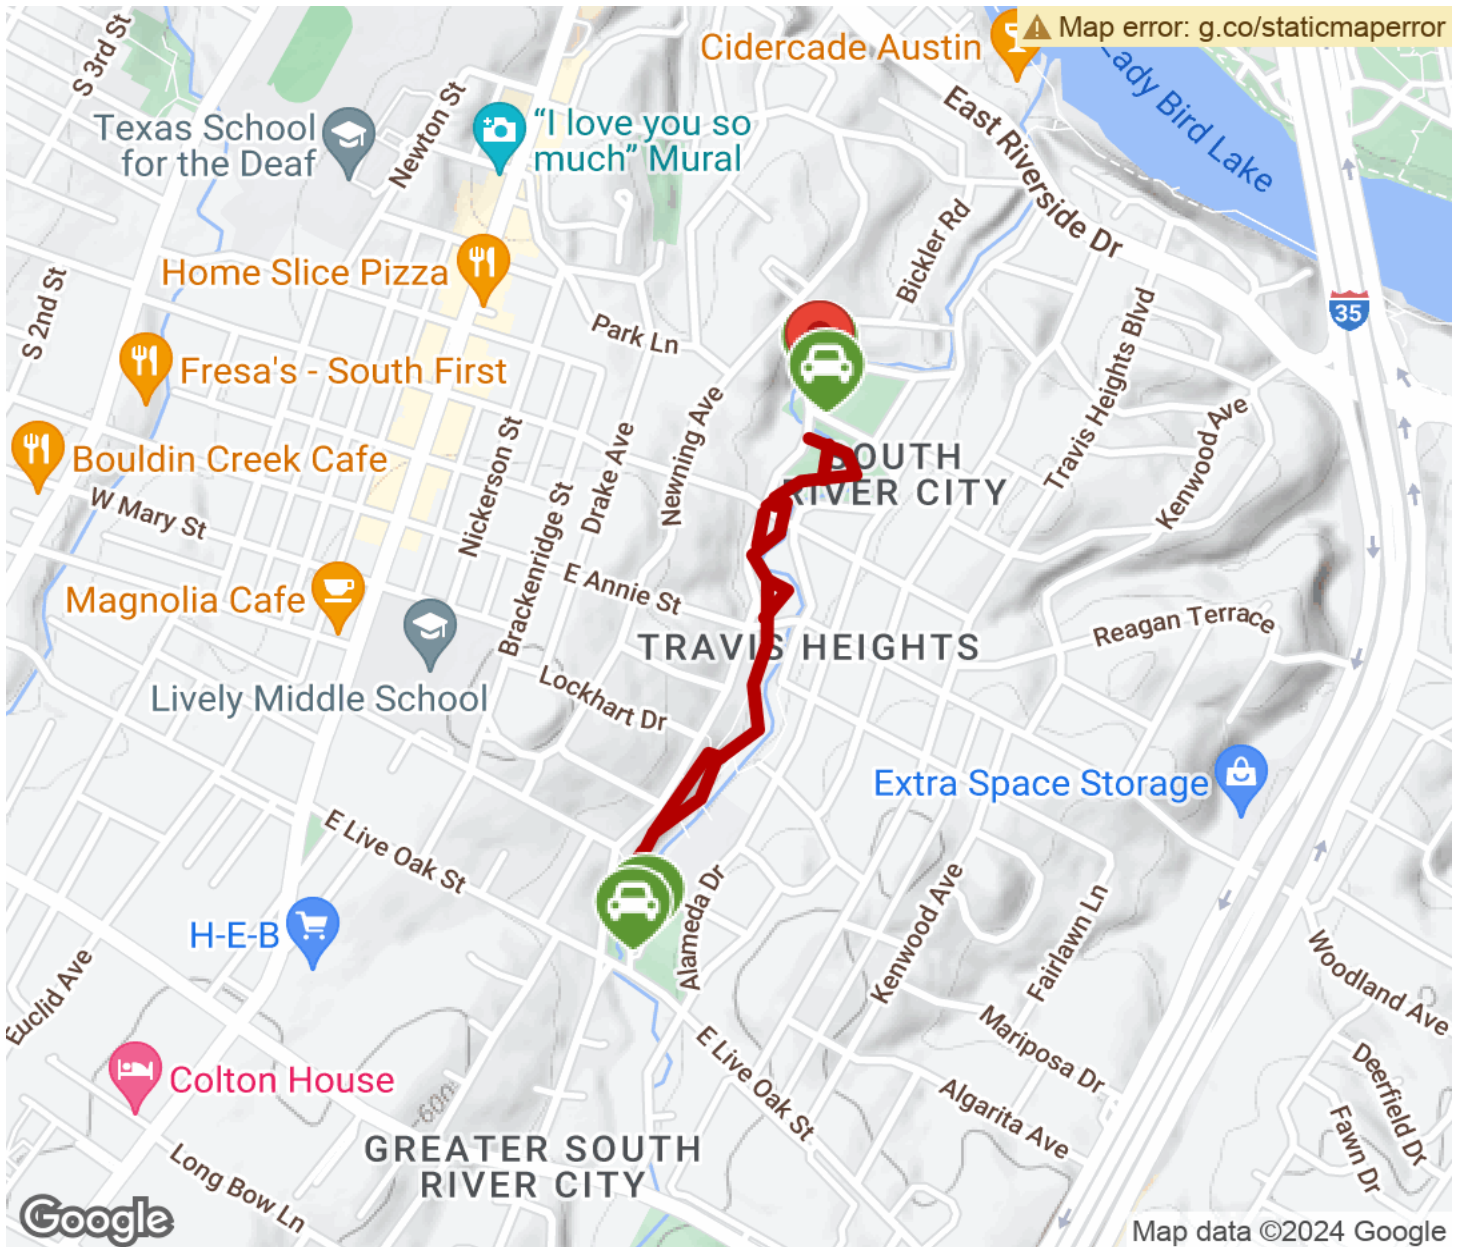 Map error: g.co/staticmaperror
Cidercade Austin
S 3rd St
Lady Bird Lake
East Riverside Dr
Newton St
Texas School
for the Deaf
“I love you so
much” Mural
Bickler Rd
Home Slice Pizza
S 2nd St
35
Park Ln
Travis Heights Blvd
Fresa's - South First
Newning Ave
Kenwood Ave
Nickerson St
Drake Ave
Bouldin Creek Cafe
SOUTH
RIVER CITY
W Mary St
Brackenridge St
E Annie St
Magnolia Cafe
Reagan Terrace
TRAVIS HEIGHTS
Lively Middle School
Lockhart Dr
Extra Space Storage
E Live Oak St
Alameda Dr
Kenwood Ave
Fairlawn Ln
H-E-B
Woodland Ave
Euclid Ave
Mariposa Dr
E Live Oak St
Colton House
600
Algarita Ave
Deerfield Dr
Fawn Dr
GREATER SOUTH
RIVER CITY
Long Bow Ln
Google
Map data ©2024 Google